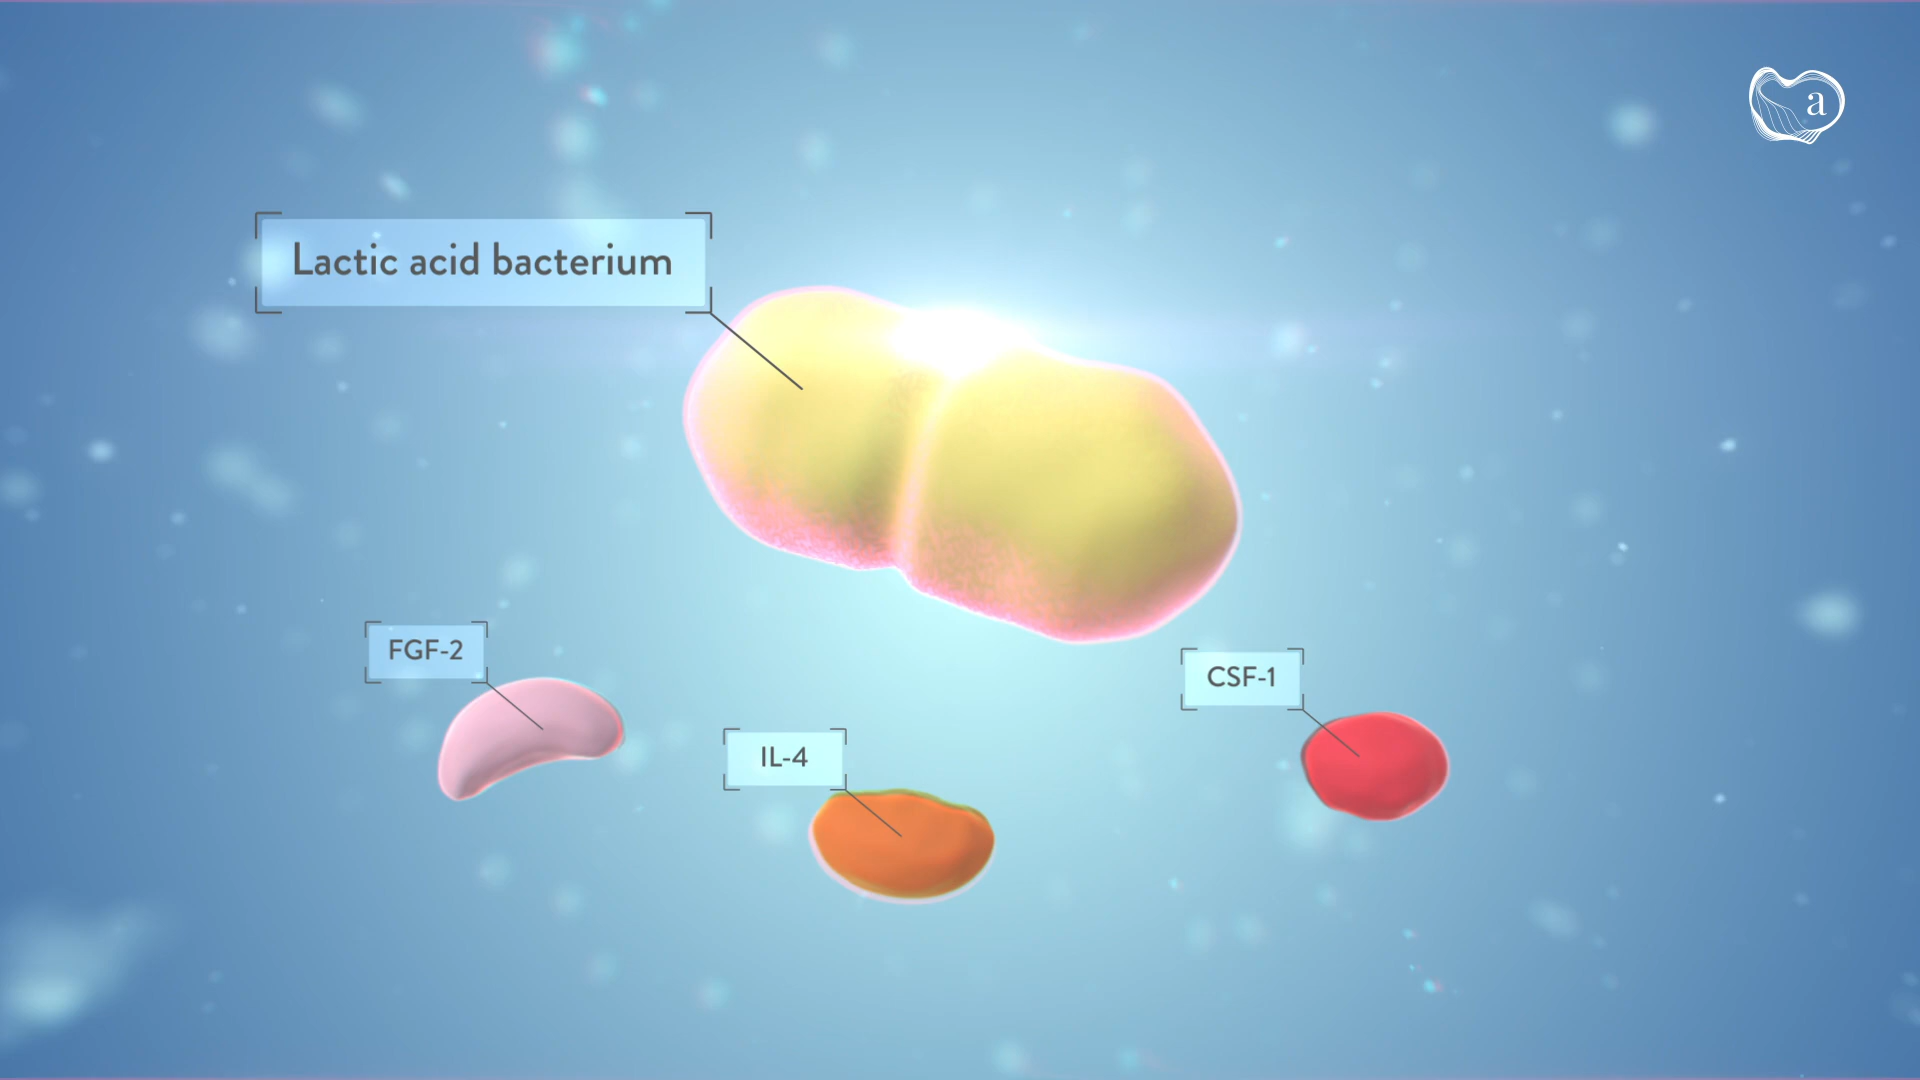 a
Lactic acid bacterium
FGF-2
CSF-1
IL-4